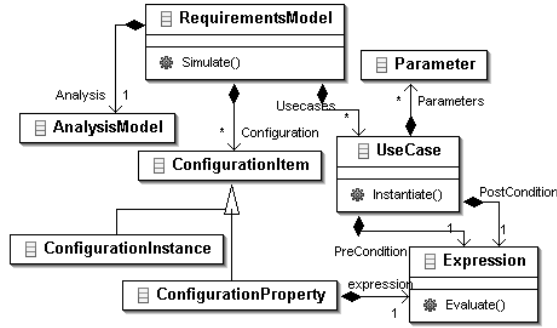 RequirementsModel
Simulate()
Parameter
Analysis
1
Usecases
*
*
Parameters
AnalysisModel
*
Configuration
UseCase
ConfigurationItem
Instantiate()
PostCondition
1
1
PreCondition
ConfigurationInstance
Expression
expression
ConfigurationProperty
1
Evaluate()